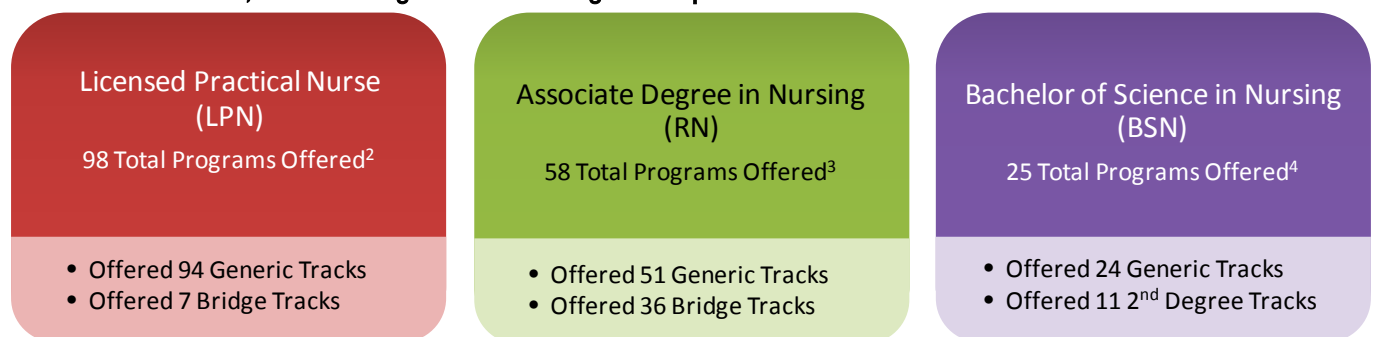 Licensed Practical Nurse
(LPN)
98 Total Programs Offered²
• Offered 94 Generic Tracks
• Offered 7 Bridge Tracks
Associate Degree in Nursing
(RN)
58 Total Programs Offered³
• Offered 51 Generic Tracks
• Offered 36 Bridge Tracks
Bachelor of Science in Nursing
(BSN)
25 Total Programs Offered⁴
• Offered 24 Generic Tracks
• Offered 11 2nd Degree Tracks